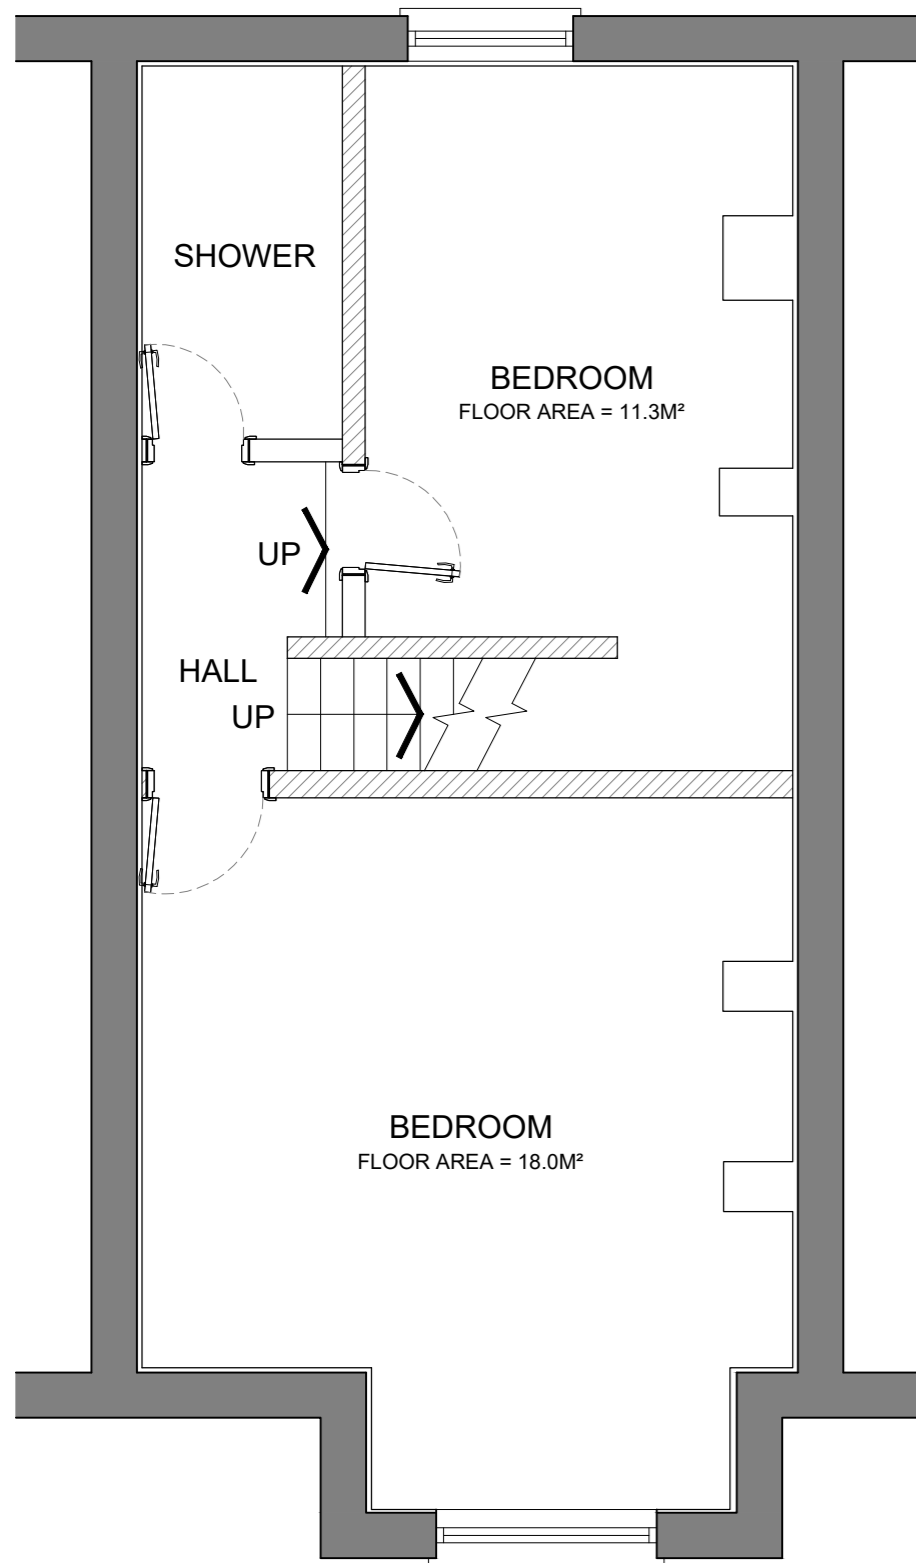 SHOWER
BEDROOM
FLOOR AREA = 11.3M²
UP
HALL
UP
BEDROOM
FLOOR AREA = 18.0M²